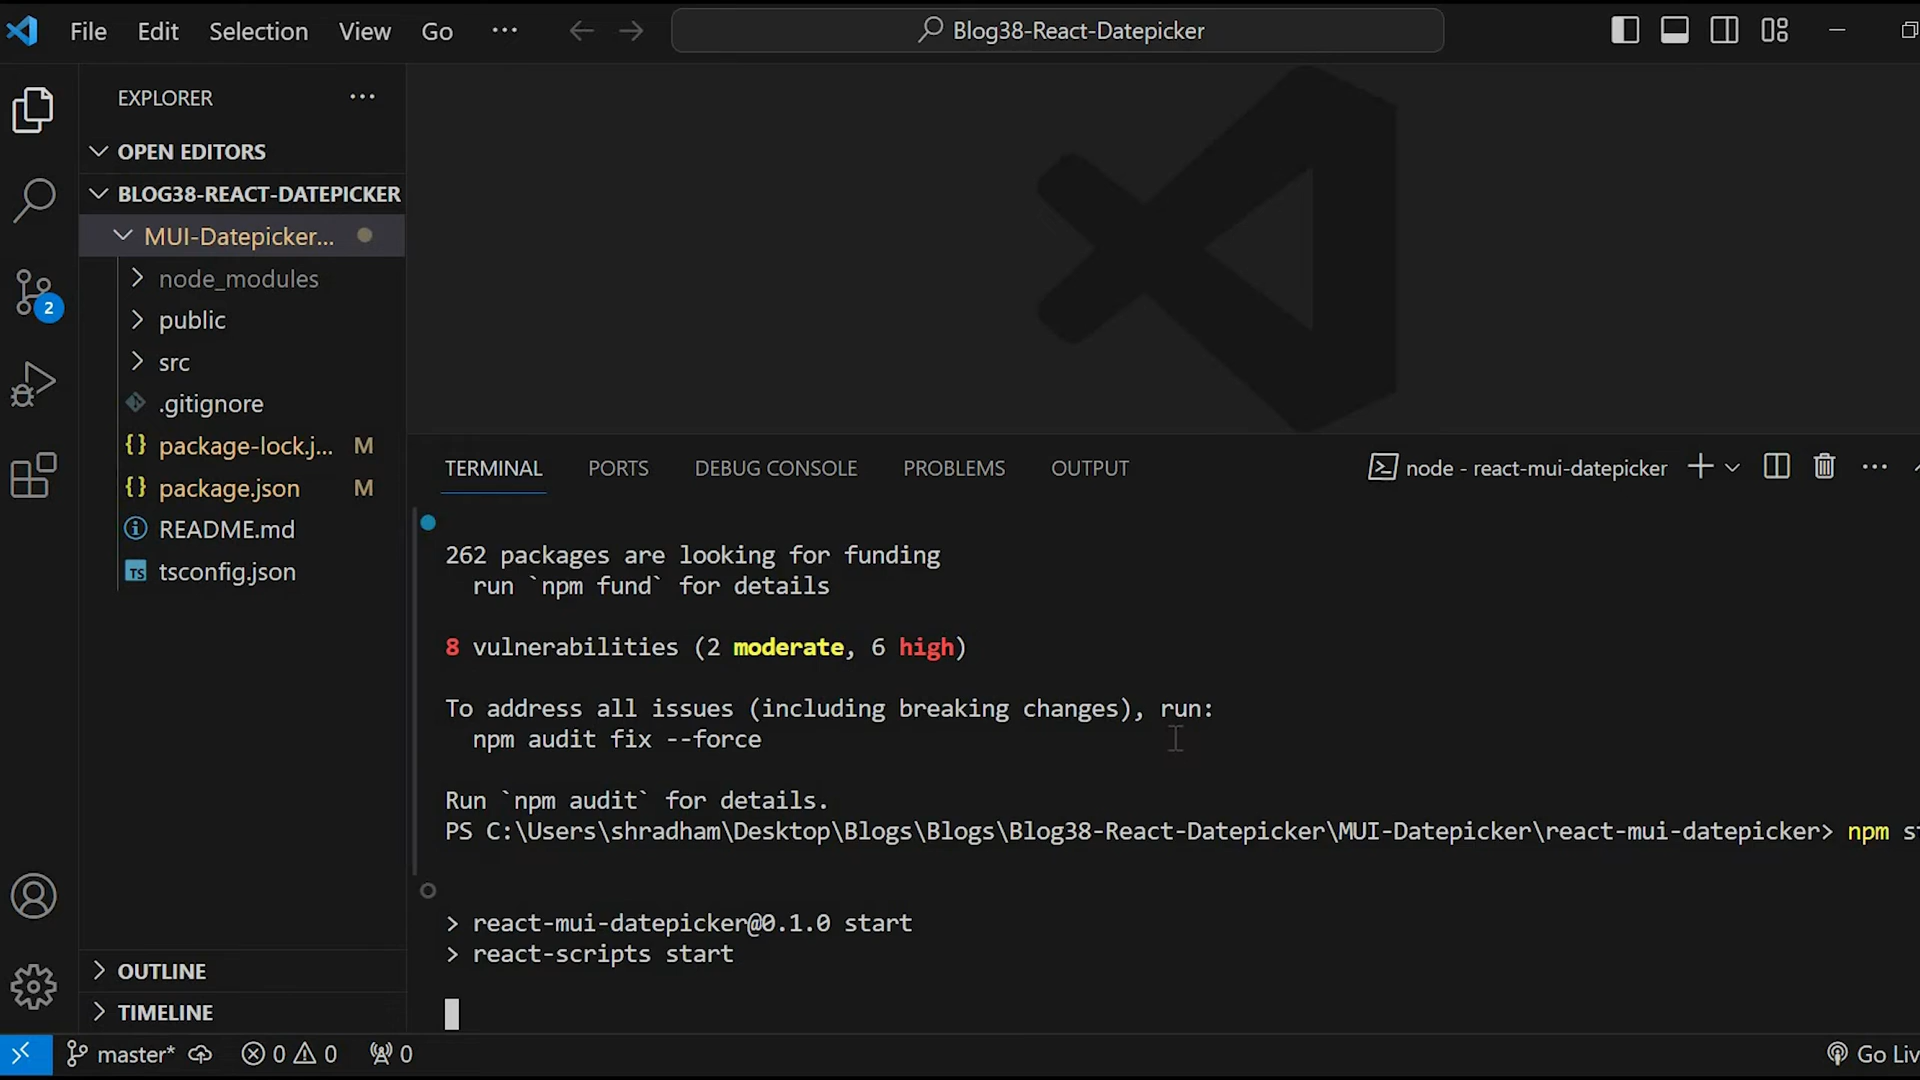 File Edit Selection View Go ···
Blog38-React-Datepicker
EXPLORER ···
OPEN EDITORS
BLOG38-REACT-DATEPICKER
MUI-Datepicker...
node_modules
public
src
.gitignore
{} package-lock.j... M
{} package.json M
README.md
TS tsconfig.json
2
OUTLINE
TIMELINE
TERMINAL PORTS DEBUG CONSOLE PROBLEMS OUTPUT
node - react-mui-datepicker
262 packages are looking for funding
run `npm fund` for details
8 vulnerabilities (2 moderate, 6 high)
To address all issues (including breaking changes), run:
npm audit fix --force
Run `npm audit` for details.
PS C:\Users\shradham\Desktop\Blogs\Blogs\Blog38-React-Datepicker\MUI-Datepicker\react-mui-datepicker> npm st
> react-mui-datepicker@0.1.0 start
> react-scripts start
master* 0 0 0
Go Liv